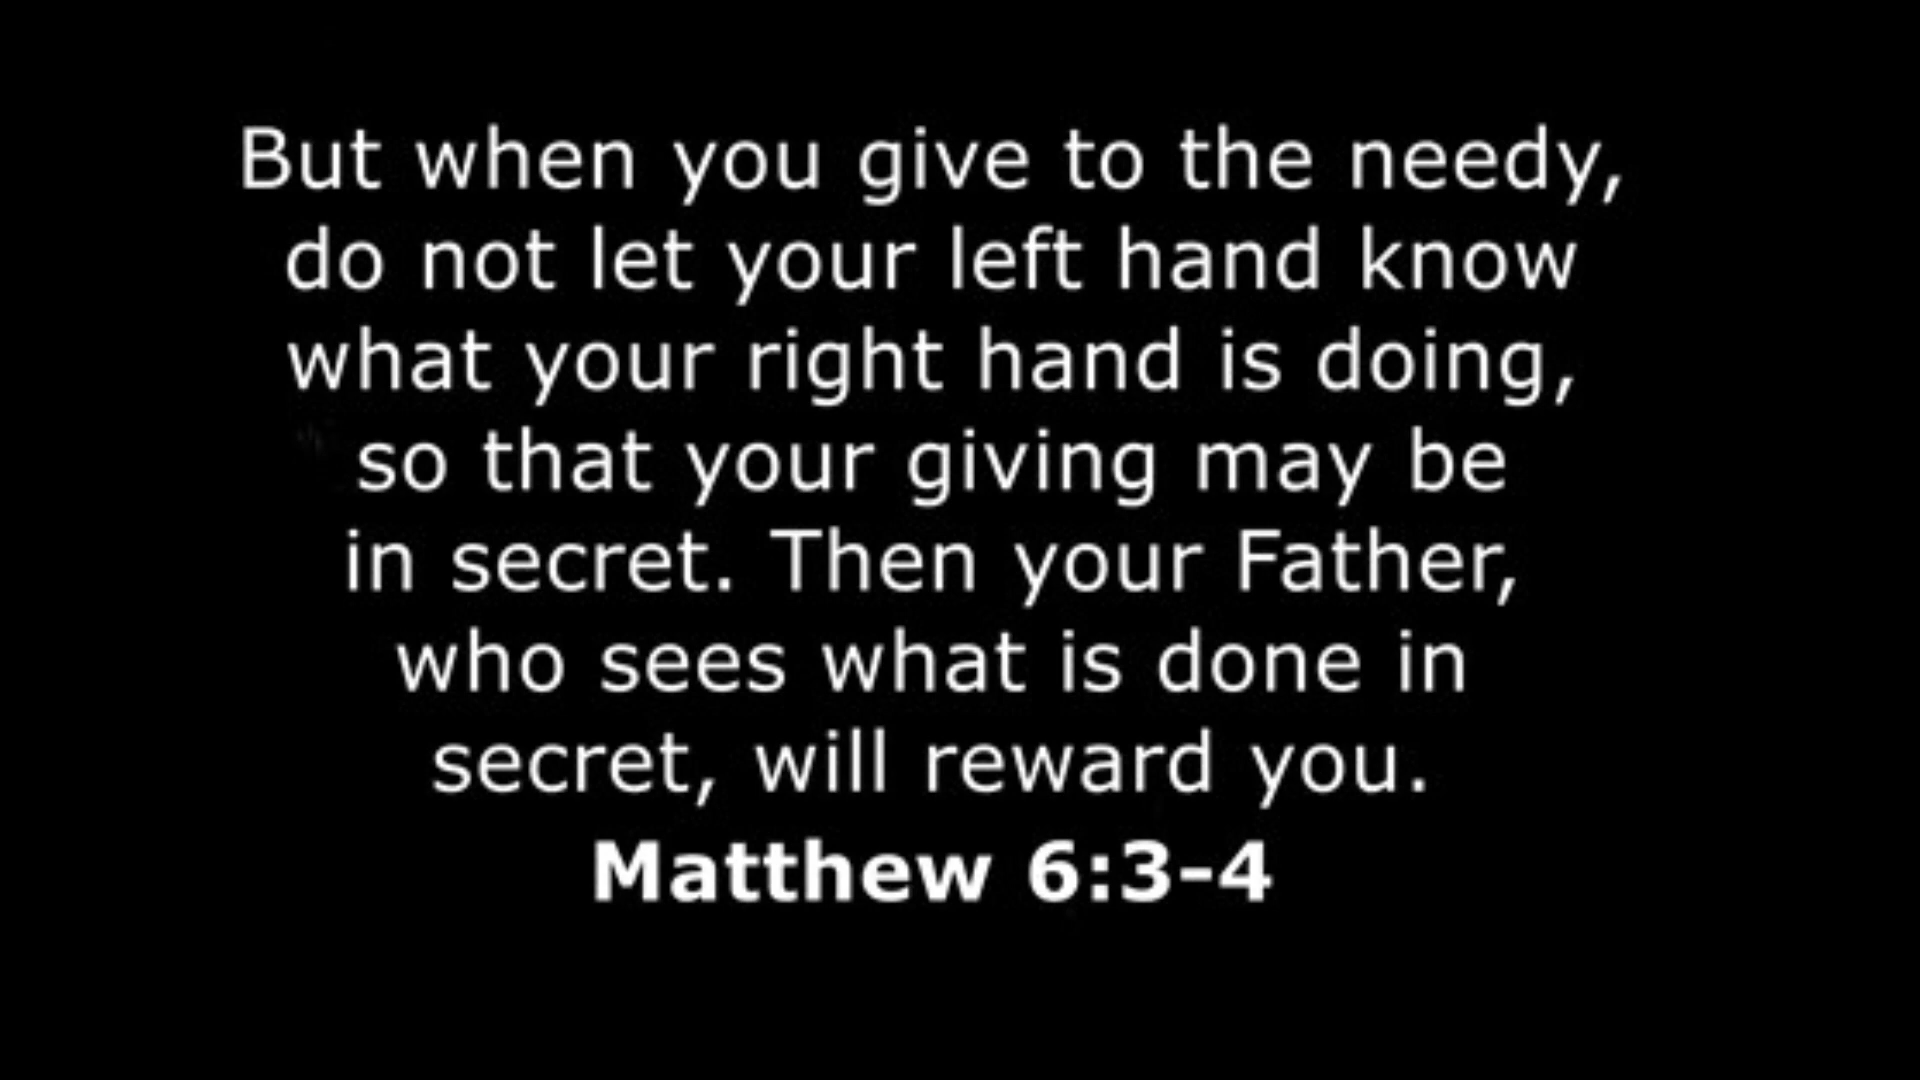 But when you give to the needy,
do not let your left hand know
what your right hand is doing,
so that your giving may be
in secret. Then your Father,
who sees what is done in
secret, will reward you.
Matthew 6:3-4